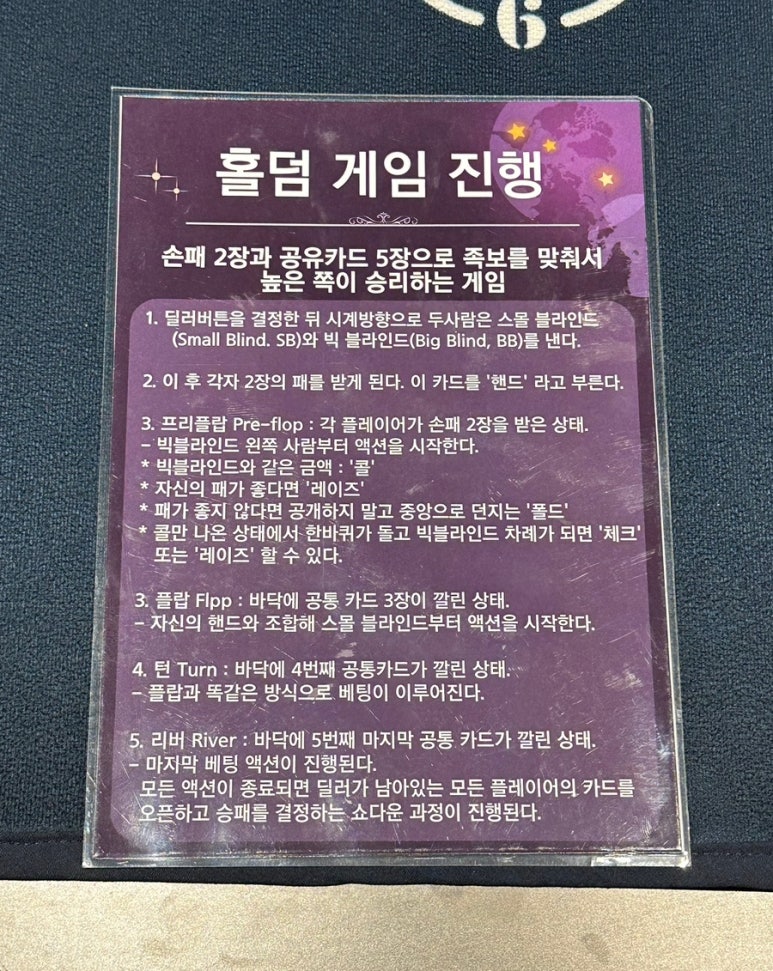 6
홀덤 게임 진행
손패 2장과 공유카드 5장으로 족보를 맞춰서
높은 쪽이 승리하는 게임
1. 딜러버튼을 결정한 뒤 시계방향으로 두사람은 스몰 블라인드
(Small Blind. SB)와 빅 블라인드(Big Blind, BB)를 낸다.
2. 이 후 각자 2장의 패를 받게 된다. 이 카드를 '핸드' 라고 부른다.
3. 프리플랍 Pre-flop : 각 플레이어가 손패 2장을 받은 상태.
- 빅블라인드 왼쪽 사람부터 액션을 시작한다.
* 빅블라인드와 같은 금액 : '콜'
* 자신의 패가 좋다면 '레이즈'
* 패가 좋지 않다면 공개하지 말고 중앙으로 던지는 '폴드'
* 콜만 나온 상태에서 한바퀴가 돌고 빅블라인드 차례가 되면 '체크'
또는 '레이즈' 할 수 있다.
3. 플랍 Flpp : 바닥에 공통 카드 3장이 깔린 상태.
- 자신의 핸드와 조합해 스몰 블라인드부터 액션을 시작한다.
4. 턴 Turn : 바닥에 4번째 공통카드가 깔린 상태.
- 플랍과 똑같은 방식으로 베팅이 이루어진다.
5. 리버 River : 바닥에 5번째 마지막 공통 카드가 깔린 상태.
- 마지막 베팅 액션이 진행된다.
모든 액션이 종료되면 딜러가 남아있는 모든 플레이어의 카드를
오픈하고 승패를 결정하는 쇼다운 과정이 진행된다.